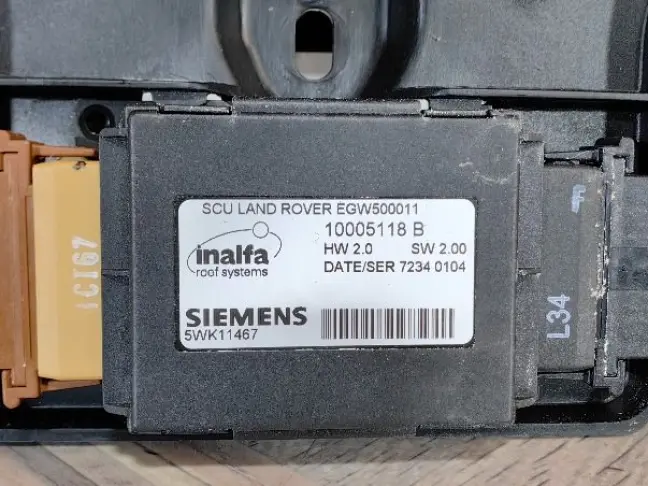 SCU LAND ROVER EGW500011
10005118 B
HW 2.0 SW 2.00
DATE/SER 7234 0104
inalfa
roof systems
SIEMENS
5WK11467
1C167
L34